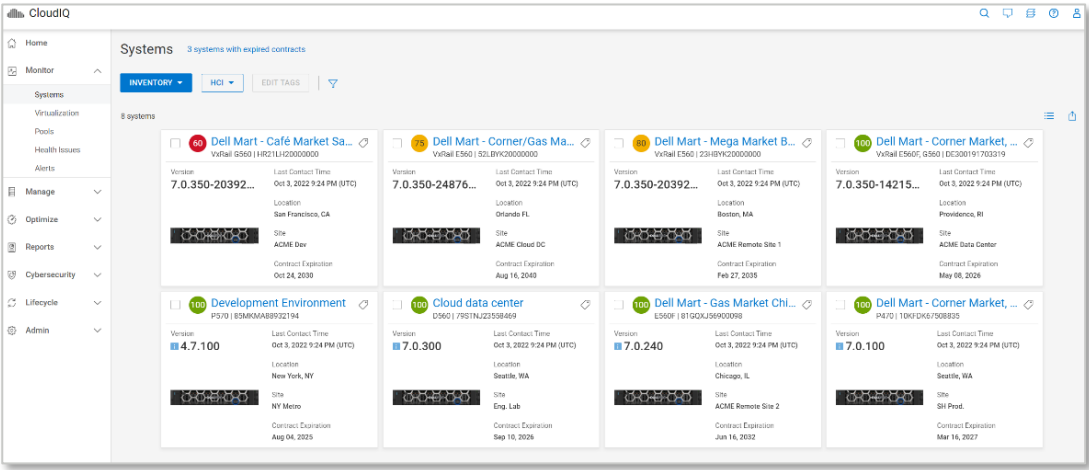 CloudIQ
Home
Monitor
Systems
Virtualization
Pools
Health Issues
Alerts
Manage
Optimize
Reports
Cybersecurity
Lifecycle
Admin
Systems 3 systems with expired contracts
INVENTORY HCI EDIT TAGS
8 systems
60 Dell Mart - Café Market Sa...
VxRail G560 | HR21LH20000000
Version
7.0.350-20392...
Last Contact Time
Oct 3, 2022 9:24 PM (UTC)
Location
San Francisco, CA
Site
ACME Dev
Contract Expiration
Oct 24, 2030
75 Dell Mart - Corner/Gas Ma...
VxRail E560 | 52LBYK20000000
Version
7.0.350-24876...
Last Contact Time
Oct 3, 2022 9:24 PM (UTC)
Location
Orlando FL
Site
ACME Cloud DC
Contract Expiration
Aug 16, 2040
80 Dell Mart - Mega Market B...
VxRail E560 | 23HBYK20000000
Version
7.0.350-20392...
Last Contact Time
Oct 3, 2022 9:24 PM (UTC)
Location
Boston, MA
Site
ACME Remote Site 1
Contract Expiration
Feb 27, 2035
100 Dell Mart - Corner Market, ...
VxRail E560F, G560 | DE300191703319
Version
7.0.350-14215...
Last Contact Time
Oct 3, 2022 9:24 PM (UTC)
Location
Providence, RI
Site
ACME Data Center
Contract Expiration
May 08, 2026
100 Development Environment
P570 | 85MKMA88932194
Version
4.7.100
Last Contact Time
Oct 3, 2022 9:24 PM (UTC)
Location
New York, NY
Site
NY Metro
Contract Expiration
Aug 04, 2025
100 Cloud data center
D560 | 79S1NJ23558469
Version
7.0.300
Last Contact Time
Oct 3, 2022 9:24 PM (UTC)
Location
Seattle, WA
Site
Eng. Lab
Contract Expiration
Sep 10, 2026
100 Dell Mart - Gas Market Chi...
E560F | 81GQXJ56900098
Version
7.0.240
Last Contact Time
Oct 3, 2022 9:24 PM (UTC)
Location
Chicago, IL
Site
ACME Remote Site 2
Contract Expiration
Jun 16, 2032
100 Dell Mart - Corner Market, ...
P470 | 10KFDK67508835
Version
7.0.100
Last Contact Time
Oct 3, 2022 9:24 PM (UTC)
Location
Seattle, WA
Site
SH Prod.
Contract Expiration
Mar 16, 2027